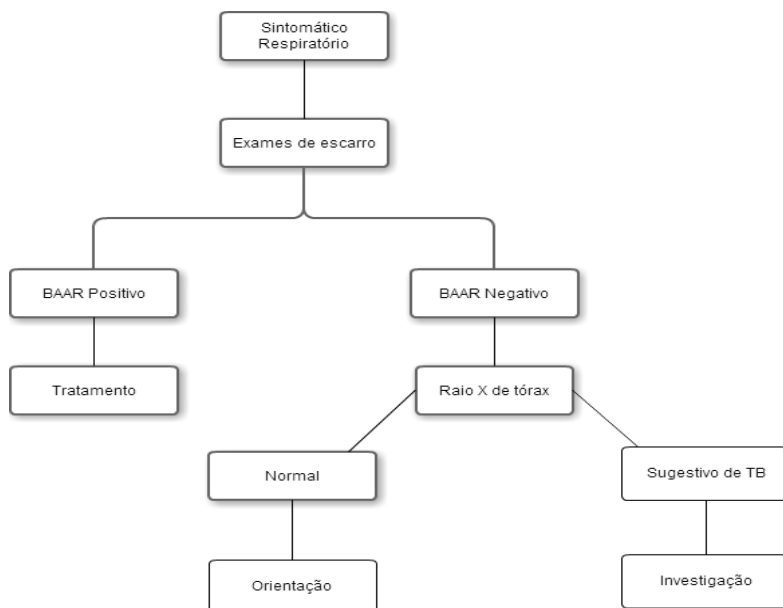 Sintomático
Respiratório
Exames de escarro
BAAR Positivo
BAAR Negativo
Tratamento
Raio X de tórax
Normal
Sugestivo de TB
Orientação
Investigação